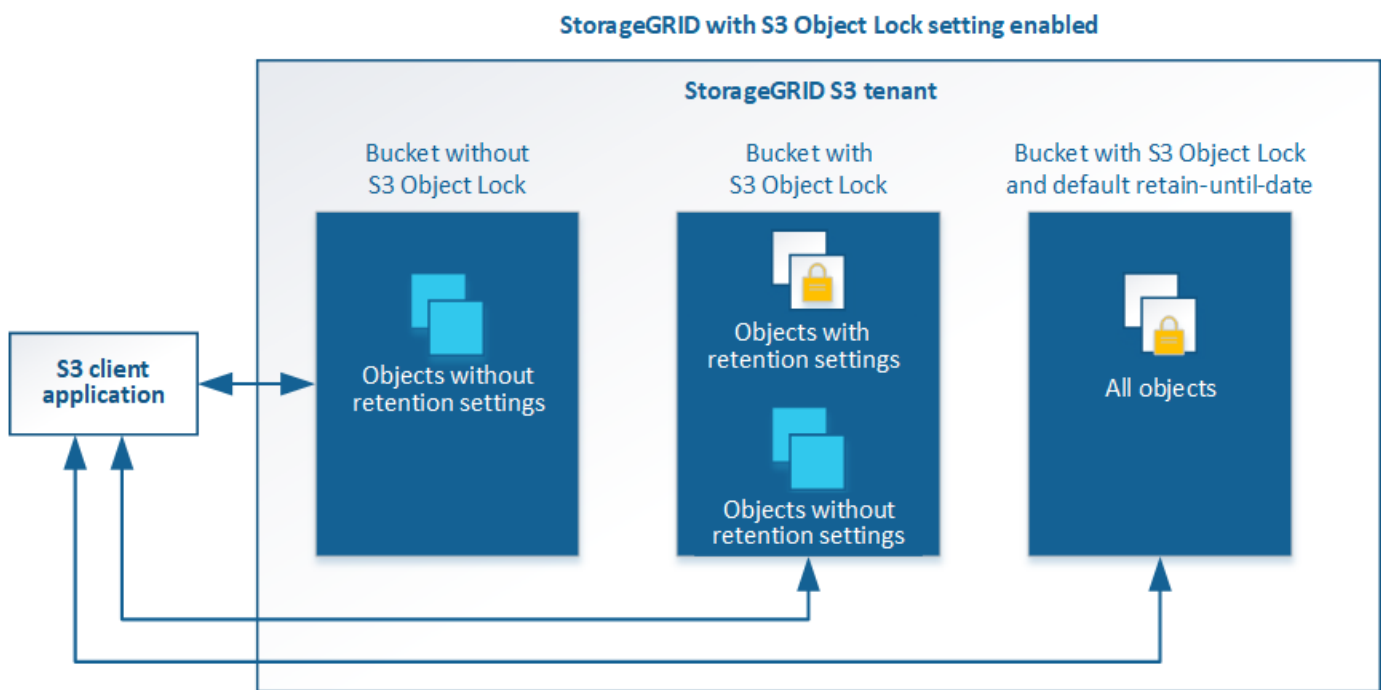 StorageGRID with S3 Object Lock setting enabled
StorageGRID S3 tenant
Bucket without
S3 Object Lock
Bucket with
S3 Object Lock
Bucket with S3 Object Lock
and default retain-until-date
S3 client
application
Objects without
retention settings
Objects with
retention settings
Objects without
retention settings
All objects